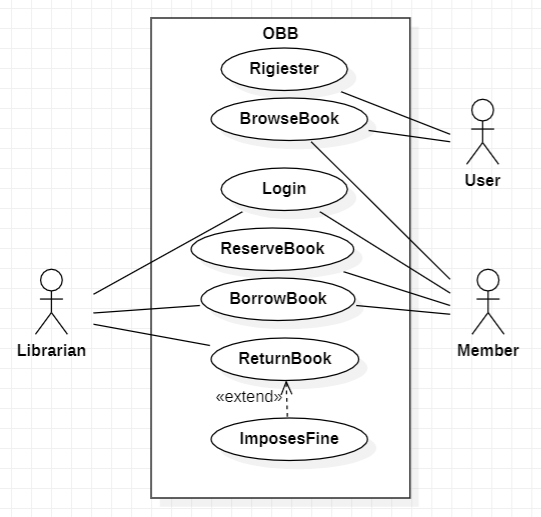 OBB
Rigiester
BrowseBook
User
Login
ReserveBook
BorrowBook
Librarian
Member
ReturnBook
«extend»
ImposesFine